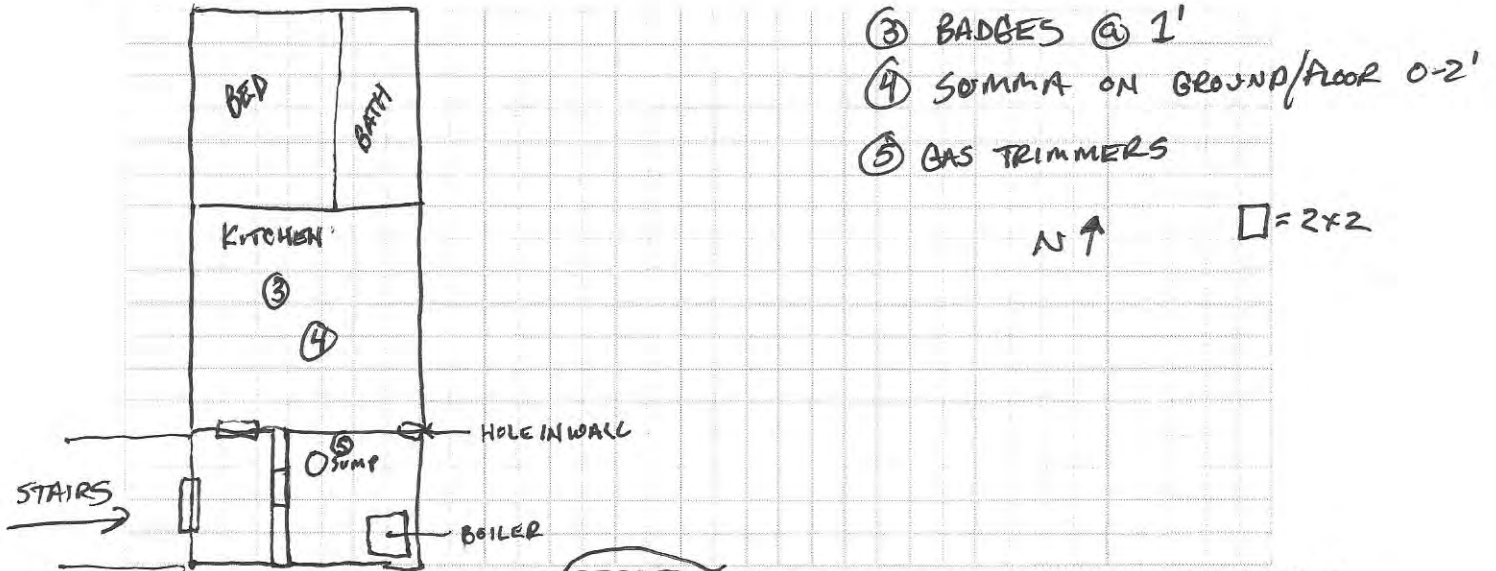 ③ BADGES @ 1'
④ SUMMA ON GROUND/FLOOR 0-2'
⑤ GAS TRIMMERS
N
= 2x2
BED
BATH
KITCHEN
③
④
HOLE IN WALL
⑤
SUMP
STAIRS
BOILER